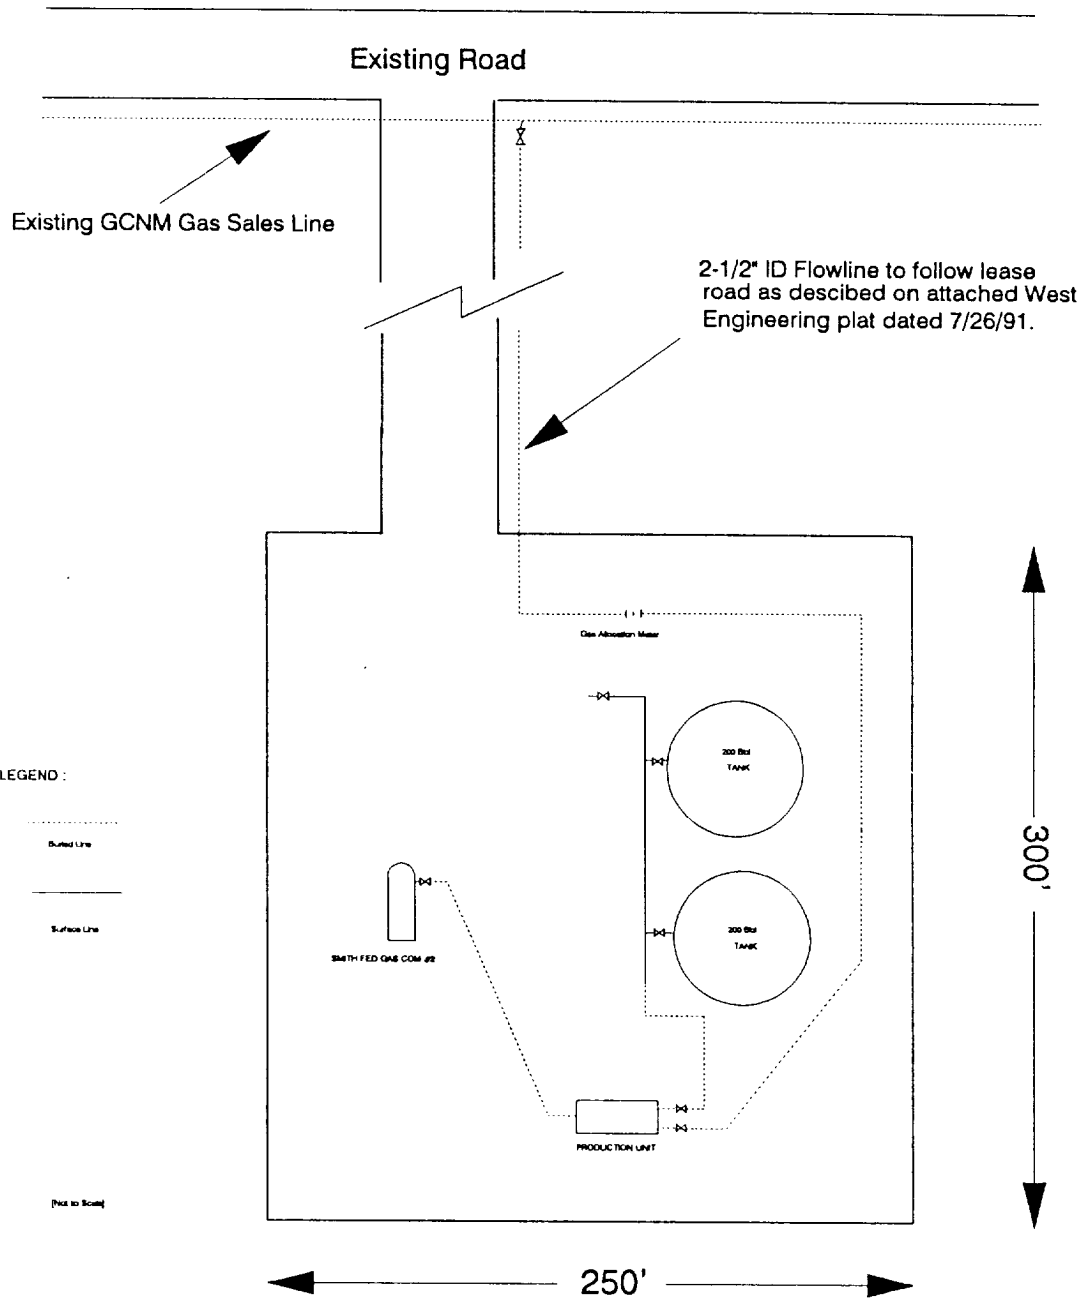 Existing Road
Existing GCNM Gas Sales Line
2-1/2" ID Flowline to follow lease
road as descibed on attached West
Engineering plat dated 7/26/91.
Gas Allocation Meter
200 Bbl
TANK
LEGEND :
Buried Line
300'
Surface Line
200 Bbl
TANK
SMITH FED GAS COM #2
PRODUCTION UNIT
[Not to Scale]
250'